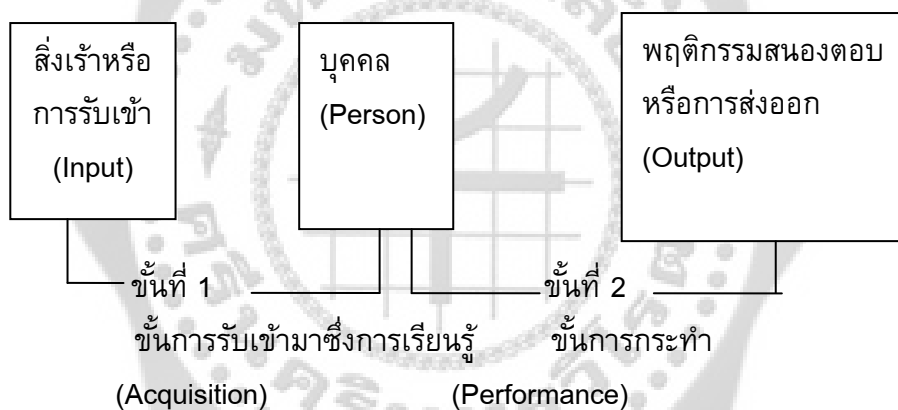 สิ่งเร้าหรือ
การรับเข้า
(Input)
บุคคล
(Person)
พฤติกรรมสนองตอบ
หรือการส่งออก
(Output)
ขั้นที่ 1
ขั้นที่ 2
ขั้นการรับเข้ามาซึ่งการเรียนรู้
ขั้นการกระทำ
(Acquisition)
(Performance)